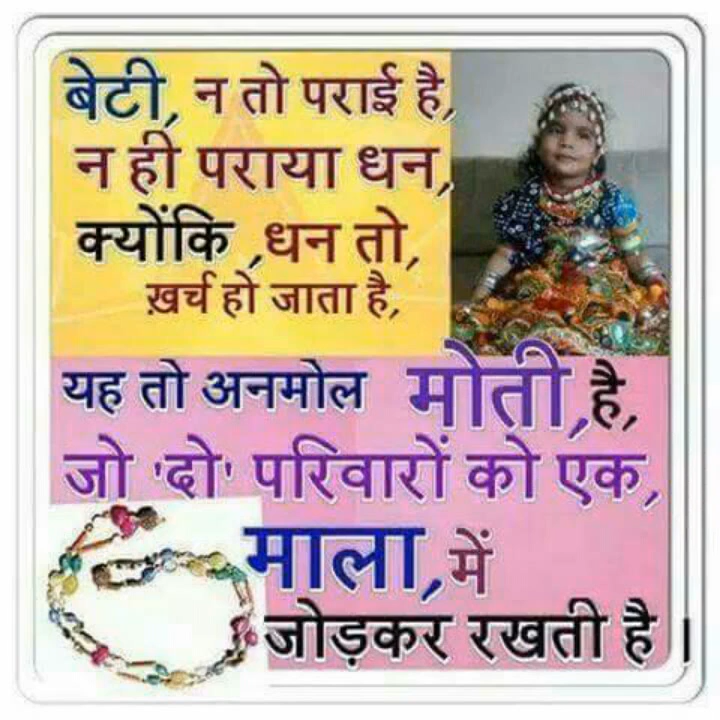 बेटी, न तो पराई है,
न ही पराया धन,
क्योंकि ,धन तो,
ख़र्च हो जाता है,
यह तो अनमोल मोती,है,
जो 'दो' परिवारों को एक,
माला,में
जोड़कर रखती है।